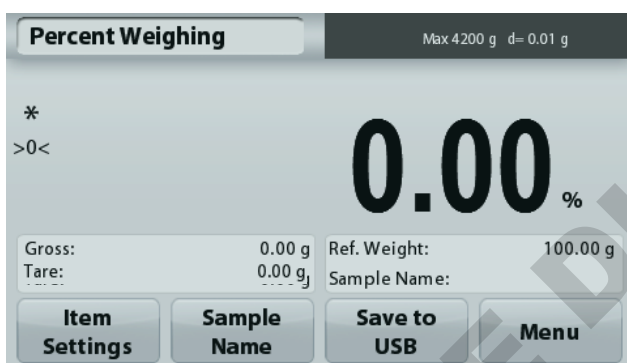 Percent Weighing
Max 4200 g d= 0.01 g
*
>0<
0.00 %
Gross: 0.00 g
Tare: 0.00 g
Ref. Weight: 100.00 g
Sample Name:
Item Settings
Sample Name
Save to USB
Menu